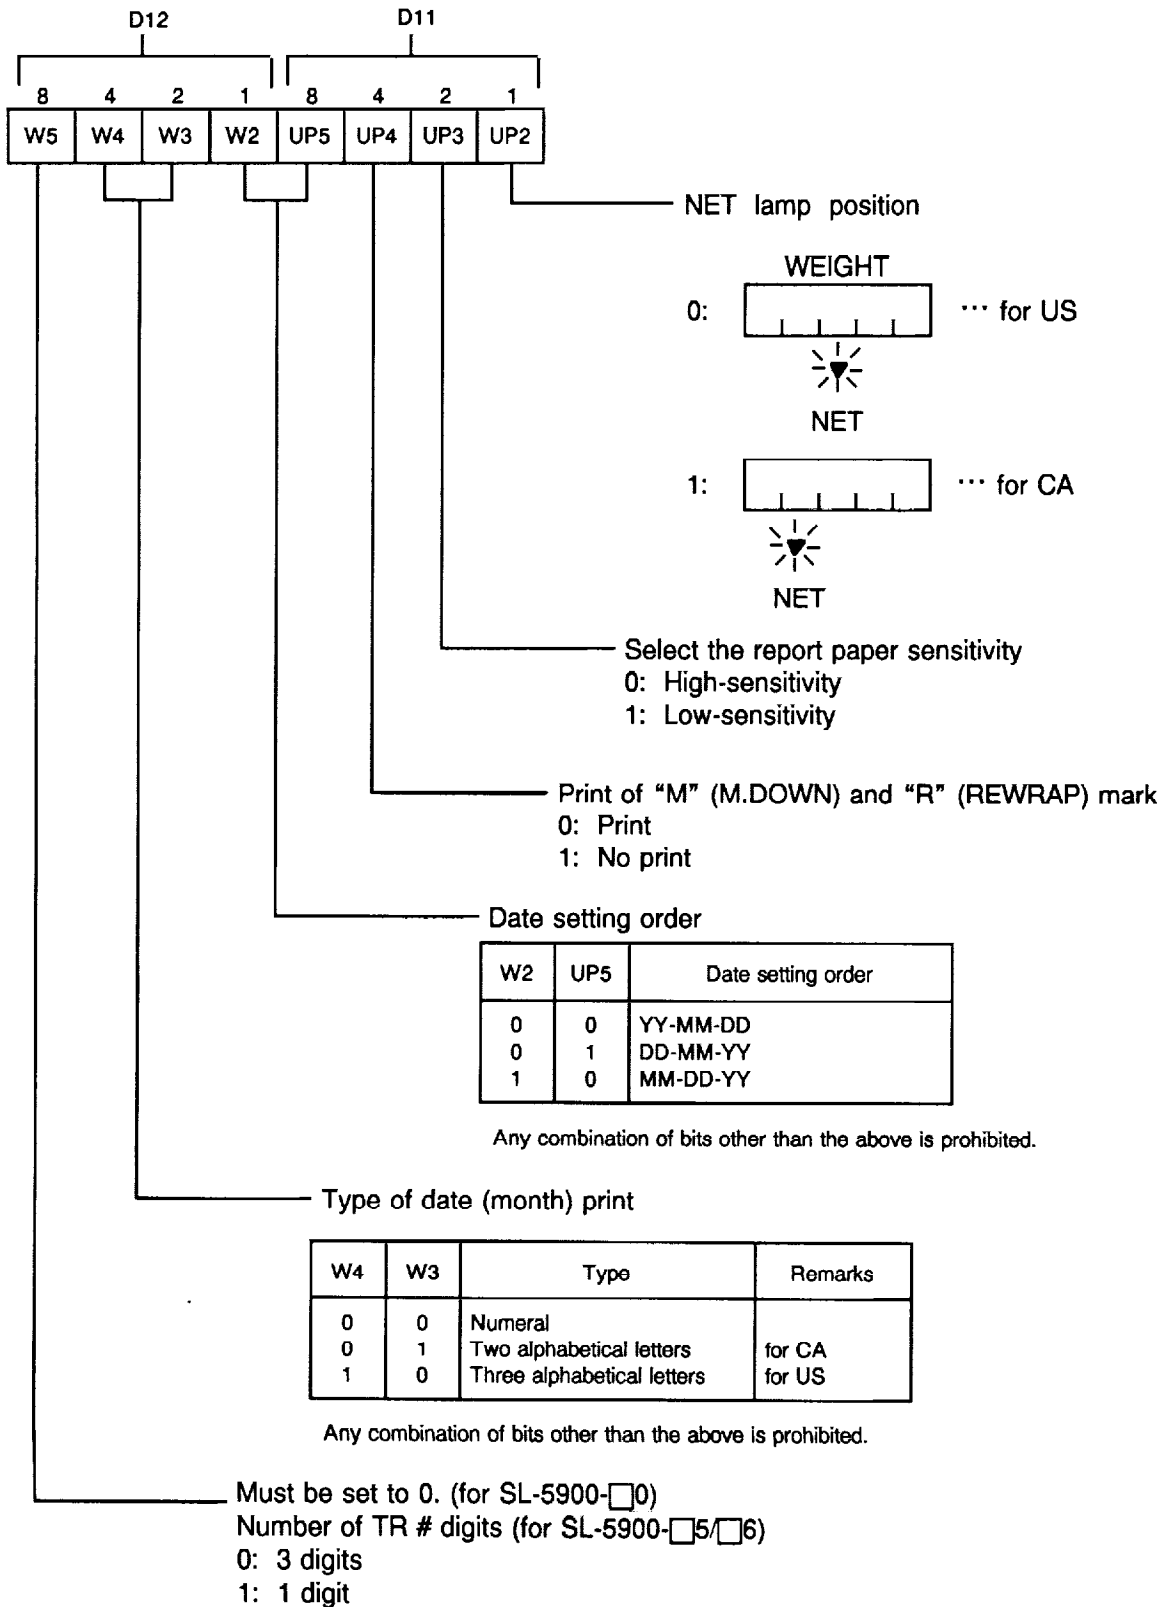 D12 D11
8 4 2 1 8 4 2 1
W5 W4 W3 W2 UP5 UP4 UP3 UP2
NET lamp position
WEIGHT
0: ··· for US
NET
1: ··· for CA
NET
Select the report paper sensitivity
0: High-sensitivity
1: Low-sensitivity
Print of "M" (M.DOWN) and "R" (REWRAP) mark
0: Print
1: No print
Date setting order
W2 UP5 Date setting order
0 0 YY-MM-DD
0 1 DD-MM-YY
1 0 MM-DD-YY
Any combination of bits other than the above is prohibited.
Type of date (month) print
W4 W3 Type Remarks
0 0 Numeral
0 1 Two alphabetical letters for CA
1 0 Three alphabetical letters for US
Any combination of bits other than the above is prohibited.
Must be set to 0. (for SL-5900-□0)
Number of TR # digits (for SL-5900-□5/□6)
0: 3 digits
1: 1 digit